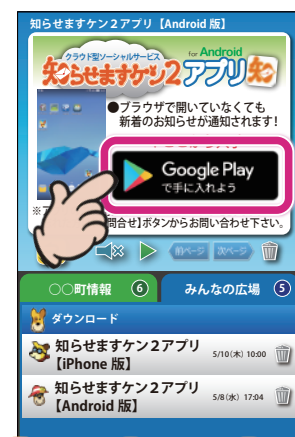 知らせますケン２アプリ【Android 版】
クラウド型ソーシャルサービス
for Android
知らせますケン2アプリ 知
●ブラウザで開いていなくても
新着のお知らせが通知されます!
Google Play
で手に入れよう
※
問合せ】ボタンからお問い合わせ下さい。
前ページ 次ページ
〇〇町情報 ⑥ みんなの広場 ⑤
ダウンロード
知らせますケン２アプリ
【iPhone 版】
5/10(木) 10:00
知らせますケン２アプリ
【Android 版】
5/8(水) 17:04